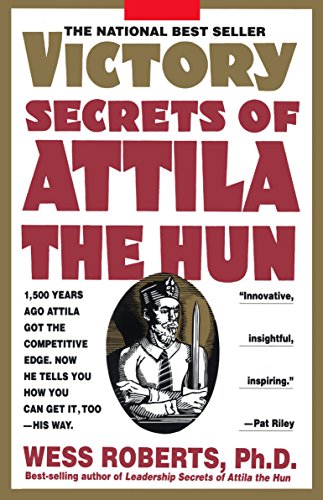 THE NATIONAL BEST SELLER
VICTORY
SECRETS OF
ATTILA
THE HUN
1,500 YEARS
AGO ATTILA
GOT THE
COMPETITIVE
EDGE. NOW
HE TELLS YOU
HOW YOU
CAN GET IT, TOO
—HIS WAY.
"Innovative,
insightful,
inspiring."
—Pat Riley
WESS ROBERTS, Ph.D.
Best-selling author of Leadership Secrets of Attila the Hun